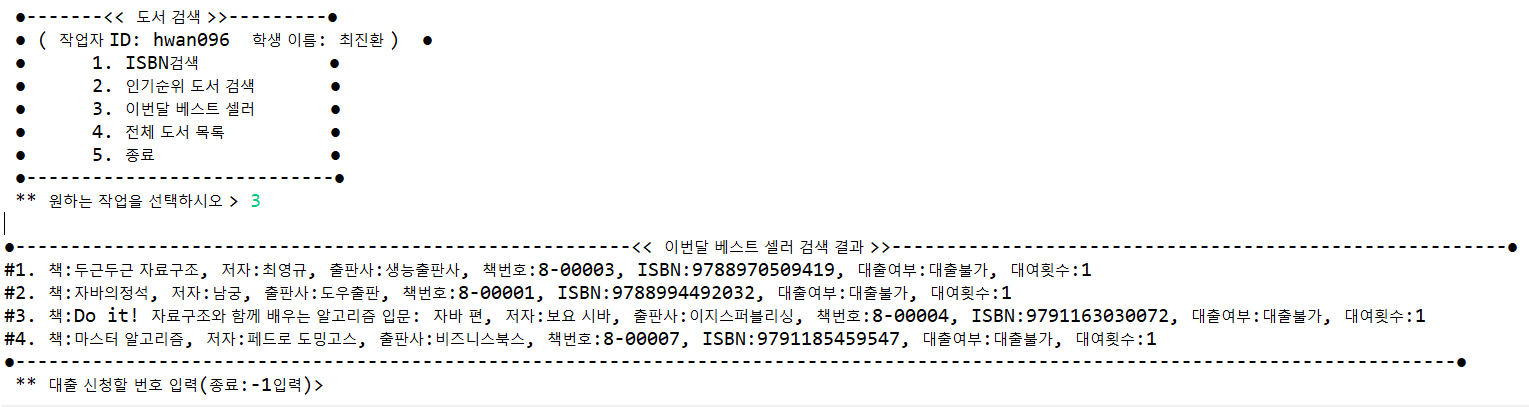 ●-------<< 도서 검색 >>---------●
● ( 작업자 ID: hwan096  학생 이름: 최진환 )  ●
●      1. ISBN검색            ●
●      2. 인기순위 도서 검색       ●
●      3. 이번달 베스트 셀러       ●
●      4. 전체 도서 목록          ●
●      5. 종료                ●
●----------------------------●
** 원하는 작업을 선택하시오 > 3
●--------------------------------------------------------<< 이번달 베스트 셀러 검색 결과 >>--------------------------------------------------------●
#1. 책:두근두근 자료구조, 저자:최영규, 출판사:생능출판사, 책번호:8-00003, ISBN:9788970509419, 대출여부:대출불가, 대여횟수:1
#2. 책:자바의정석, 저자:남궁, 출판사:도우출판, 책번호:8-00001, ISBN:9788994492032, 대출여부:대출불가, 대여횟수:1
#3. 책:Do it! 자료구조와 함께 배우는 알고리즘 입문: 자바 편, 저자:보요 시바, 출판사:이지스퍼블리싱, 책번호:8-00004, ISBN:9791163030072, 대출여부:대출불가, 대여횟수:1
#4. 책:마스터 알고리즘, 저자:페드로 도밍고스, 출판사:비즈니스북스, 책번호:8-00007, ISBN:9791185459547, 대출여부:대출불가, 대여횟수:1
●-----------------------------------------------------------------------------------------------------------------------------------●
** 대출 신청할 번호 입력(종료:-1입력)>